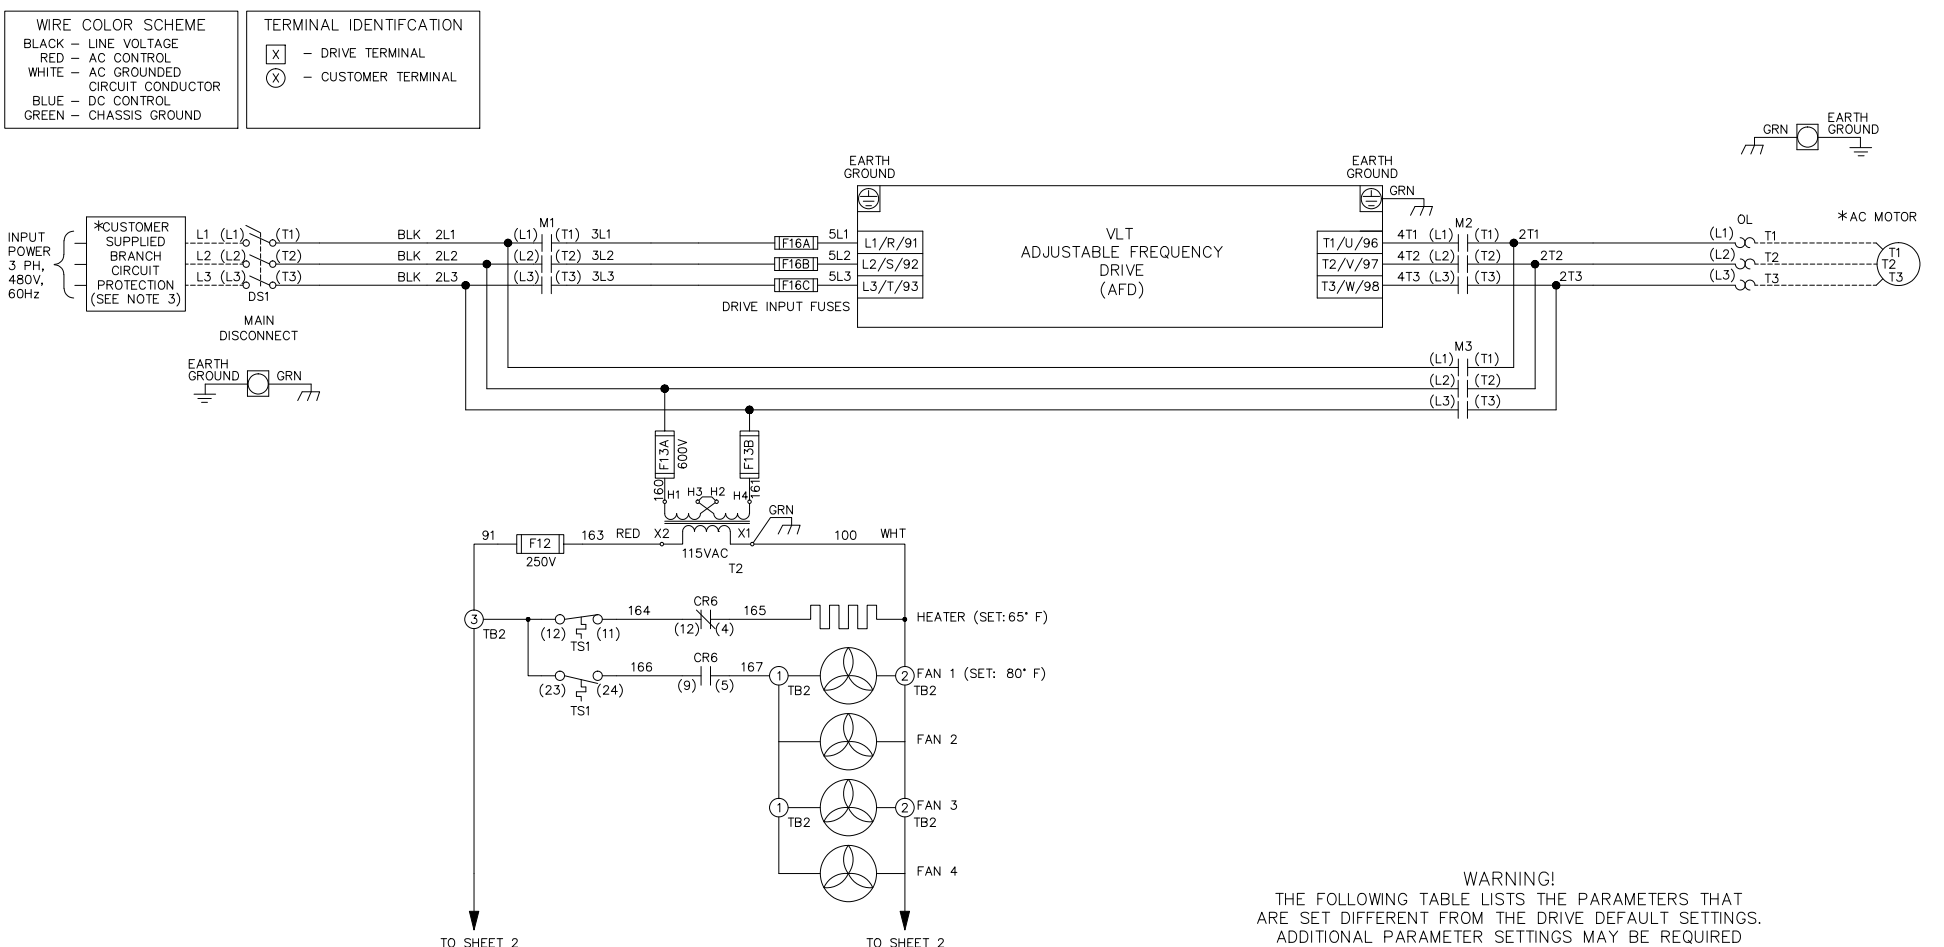 WIRE COLOR SCHEME
BLACK – LINE VOLTAGE
RED – AC CONTROL
WHITE – AC GROUNDED
CIRCUIT CONDUCTOR
BLUE – DC CONTROL
GREEN – CHASSIS GROUND
TERMINAL IDENTIFCATION
X – DRIVE TERMINAL
X – CUSTOMER TERMINAL
GRN
EARTH
GROUND
INPUT
POWER
3 PH,
480V,
60Hz
*CUSTOMER
SUPPLIED
BRANCH
CIRCUIT
PROTECTION
(SEE NOTE 3)
L1 (L1) (T1) BLK 2L1 (L1) M1 (T1) 3L1 F16A 5L1 L1/R/91
L2 (L2) (T2) BLK 2L2 (L2) (T2) 3L2 F16B 5L2 L2/S/92
L3 (L3) (T3) BLK 2L3 (L3) (T3) 3L3 F16C 5L3 L3/T/93
DS1
MAIN
DISCONNECT
DRIVE INPUT FUSES
EARTH
GROUND
GRN
EARTH
GROUND
VLT
ADJUSTABLE FREQUENCY
DRIVE
(AFD)
EARTH
GROUND
GRN
T1/U/96 4T1 (L1) M2 (T1) 2T1 (L1) OL T1
T2/V/97 4T2 (L2) (T2) 2T2 (L2) T2
T3/W/98 4T3 (L3) (T3) 2T3 (L3) T3
*AC MOTOR
T1
T2
T3
M3
(L1) (T1)
(L2) (T2)
(L3) (T3)
F13A
600V
F13B
160
161
H1 H3 H2 H4
GRN
91 F12 163 RED X2 X1 100 WHT
250V
115VAC
T2
3
TB2
(12) (11)
TS1
164
CR6
(12) (4)
165
HEATER (SET: 65° F)
(23) (24)
TS1
166
CR6
(9) (5)
167
1
TB2
2
TB2
FAN 1 (SET: 80° F)
FAN 2
1
TB2
2
TB2
FAN 3
FAN 4
TO SHEET 2
TO SHEET 2
WARNING!
THE FOLLOWING TABLE LISTS THE PARAMETERS THAT
ARE SET DIFFERENT FROM THE DRIVE DEFAULT SETTINGS.
ADDITIONAL PARAMETER SETTINGS MAY BE REQUIRED